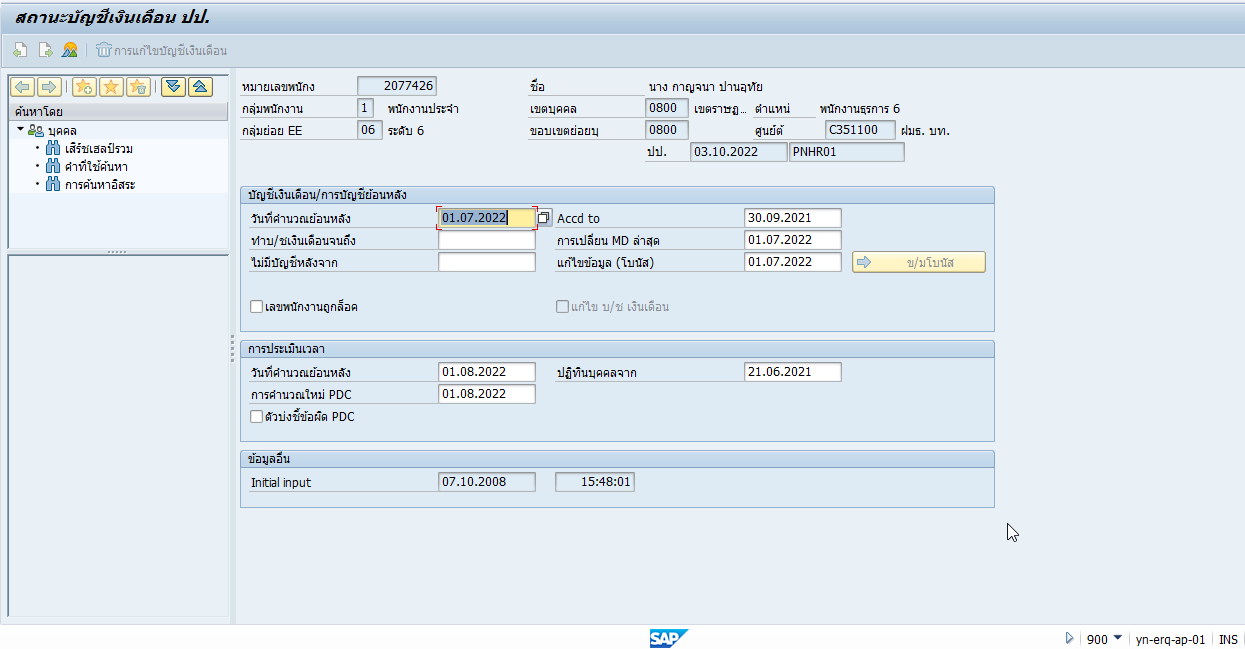 สถานะบัญชีเงินเดือน ปป.
การแก้ไขบัญชีเงินเดือน
ค้นหาโดย
บุคคล
เสิร์ชเฮลป์รวม
คำที่ใช้ค้นหา
การค้นหาอิสระ
หมายเลขพนักง 2077426 ชื่อ นาง กาญจนา ปานอุทัย
กลุ่มพนักงาน 1 พนักงานประจำ เขตบุคคล 0800 เขตราษฎ... ตำแหน่ พนักงานธุรการ 6
กลุ่มย่อย EE 06 ระดับ 6 ขอบเขตย่อยบุ 0800 ศูนย์ต้ C351100 ฝมธ. บท.
ปป. 03.10.2022 PNHR01
บัญชีเงินเดือน/การบัญชีย้อนหลัง
วันที่คำนวณย้อนหลัง 01.07.2022 Accd to 30.09.2021
ทำบ/ชเงินเดือนจนถึง การเปลี่ยน MD ล่าสุด 01.07.2022
ไม่มีบัญชีหลังจาก แก้ไขข้อมูล (โบนัส) 01.07.2022 ข/มโบนัส
เลขพนักงานถูกล็อค แก้ไข บ/ช เงินเดือน
การประเมินเวลา
วันที่คำนวณย้อนหลัง 01.08.2022 ปฏิทินบุคคลจาก 21.06.2021
การคำนวณใหม่ PDC 01.08.2022
ตัวบ่งชี้ข้อผิด PDC
ข้อมูลอื่น
Initial input 07.10.2008 15:48:01
SAP 900 yn-erq-ap-01 INS